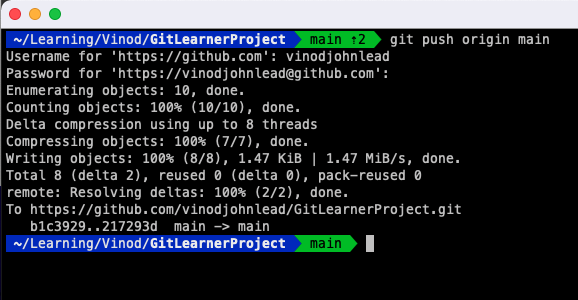 ~/Learning/Vinod/GitLearnerProject main ↑2 git push origin main
Username for 'https://github.com': vinodjohnlead
Password for 'https://vinodjohnlead@github.com':
Enumerating objects: 10, done.
Counting objects: 100% (10/10), done.
Delta compression using up to 8 threads
Compressing objects: 100% (7/7), done.
Writing objects: 100% (8/8), 1.47 KiB | 1.47 MiB/s, done.
Total 8 (delta 2), reused 0 (delta 0), pack-reused 0
remote: Resolving deltas: 100% (2/2), done.
To https://github.com/vinodjohnlead/GitLearnerProject.git
   b1c3929..217293d  main -> main
~/Learning/Vinod/GitLearnerProject main